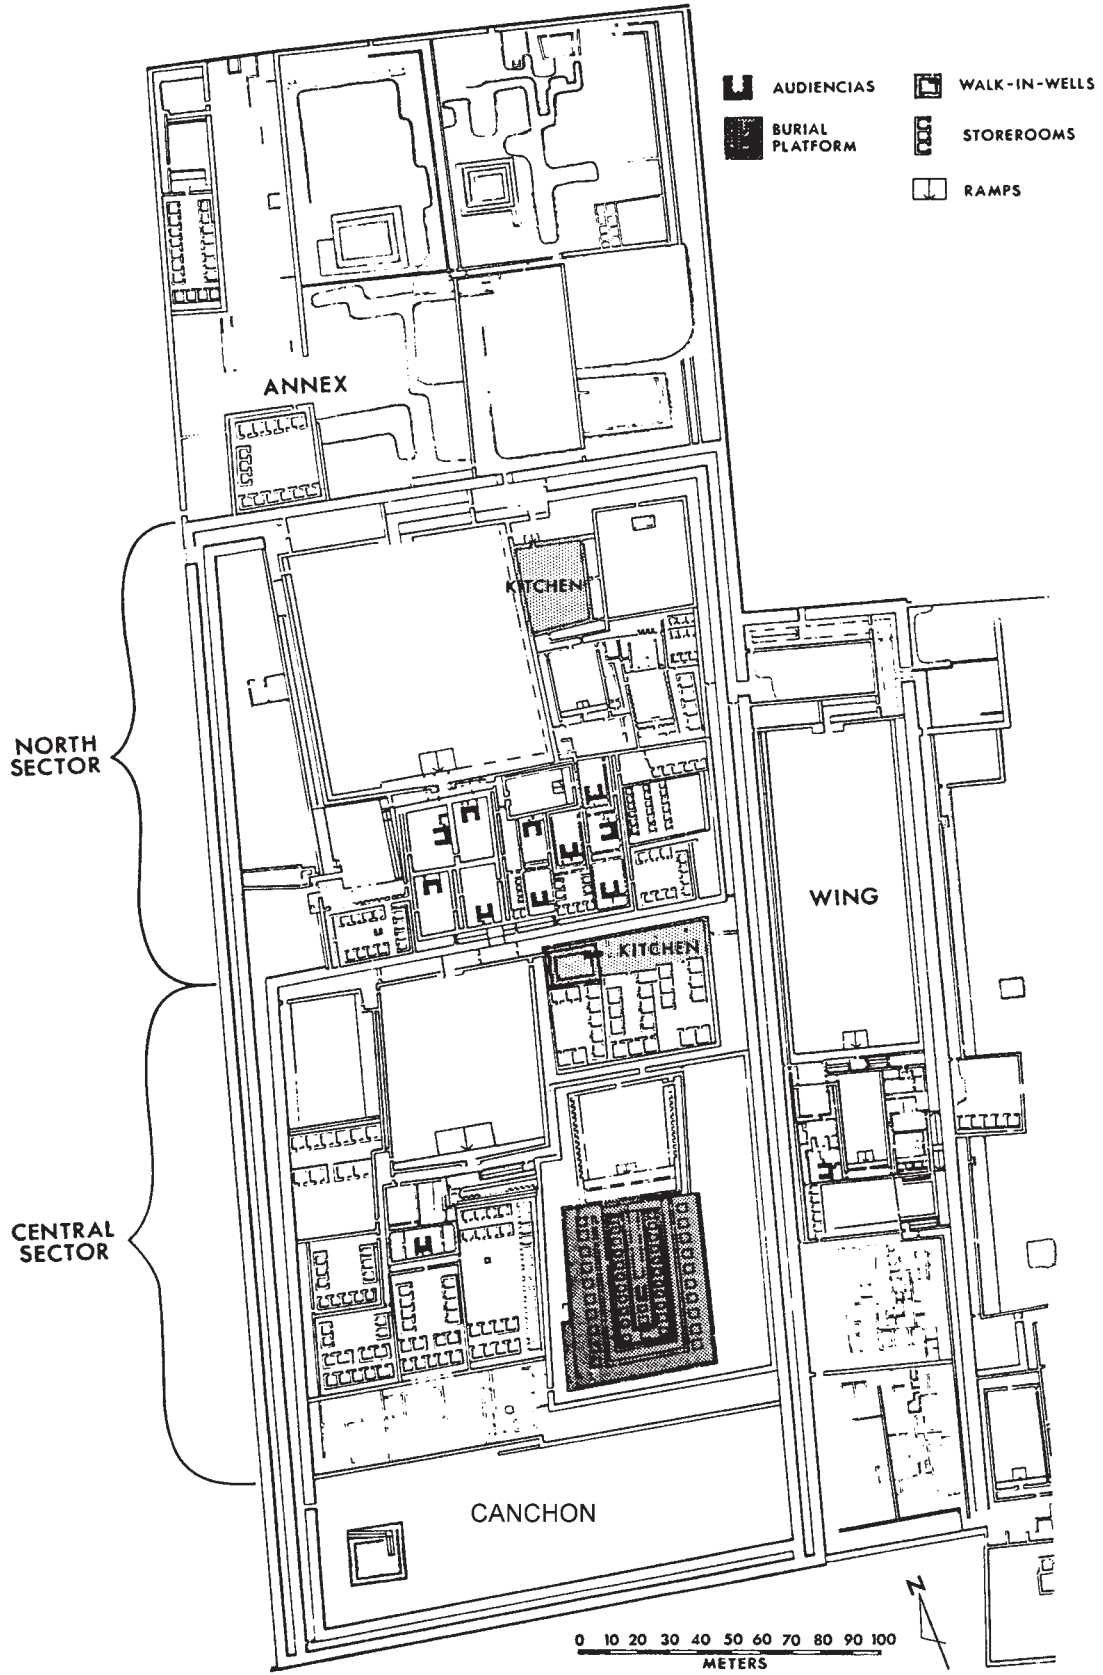 AUDIENCIAS
WALK-IN-WELLS
BURIAL
PLATFORM
STOREROOMS
RAMPS
ANNEX
KITCHEN
NORTH
SECTOR
WING
KITCHEN
CENTRAL
SECTOR
CANCHON
N
0 10 20 30 40 50 60 70 80 90 100
METERS